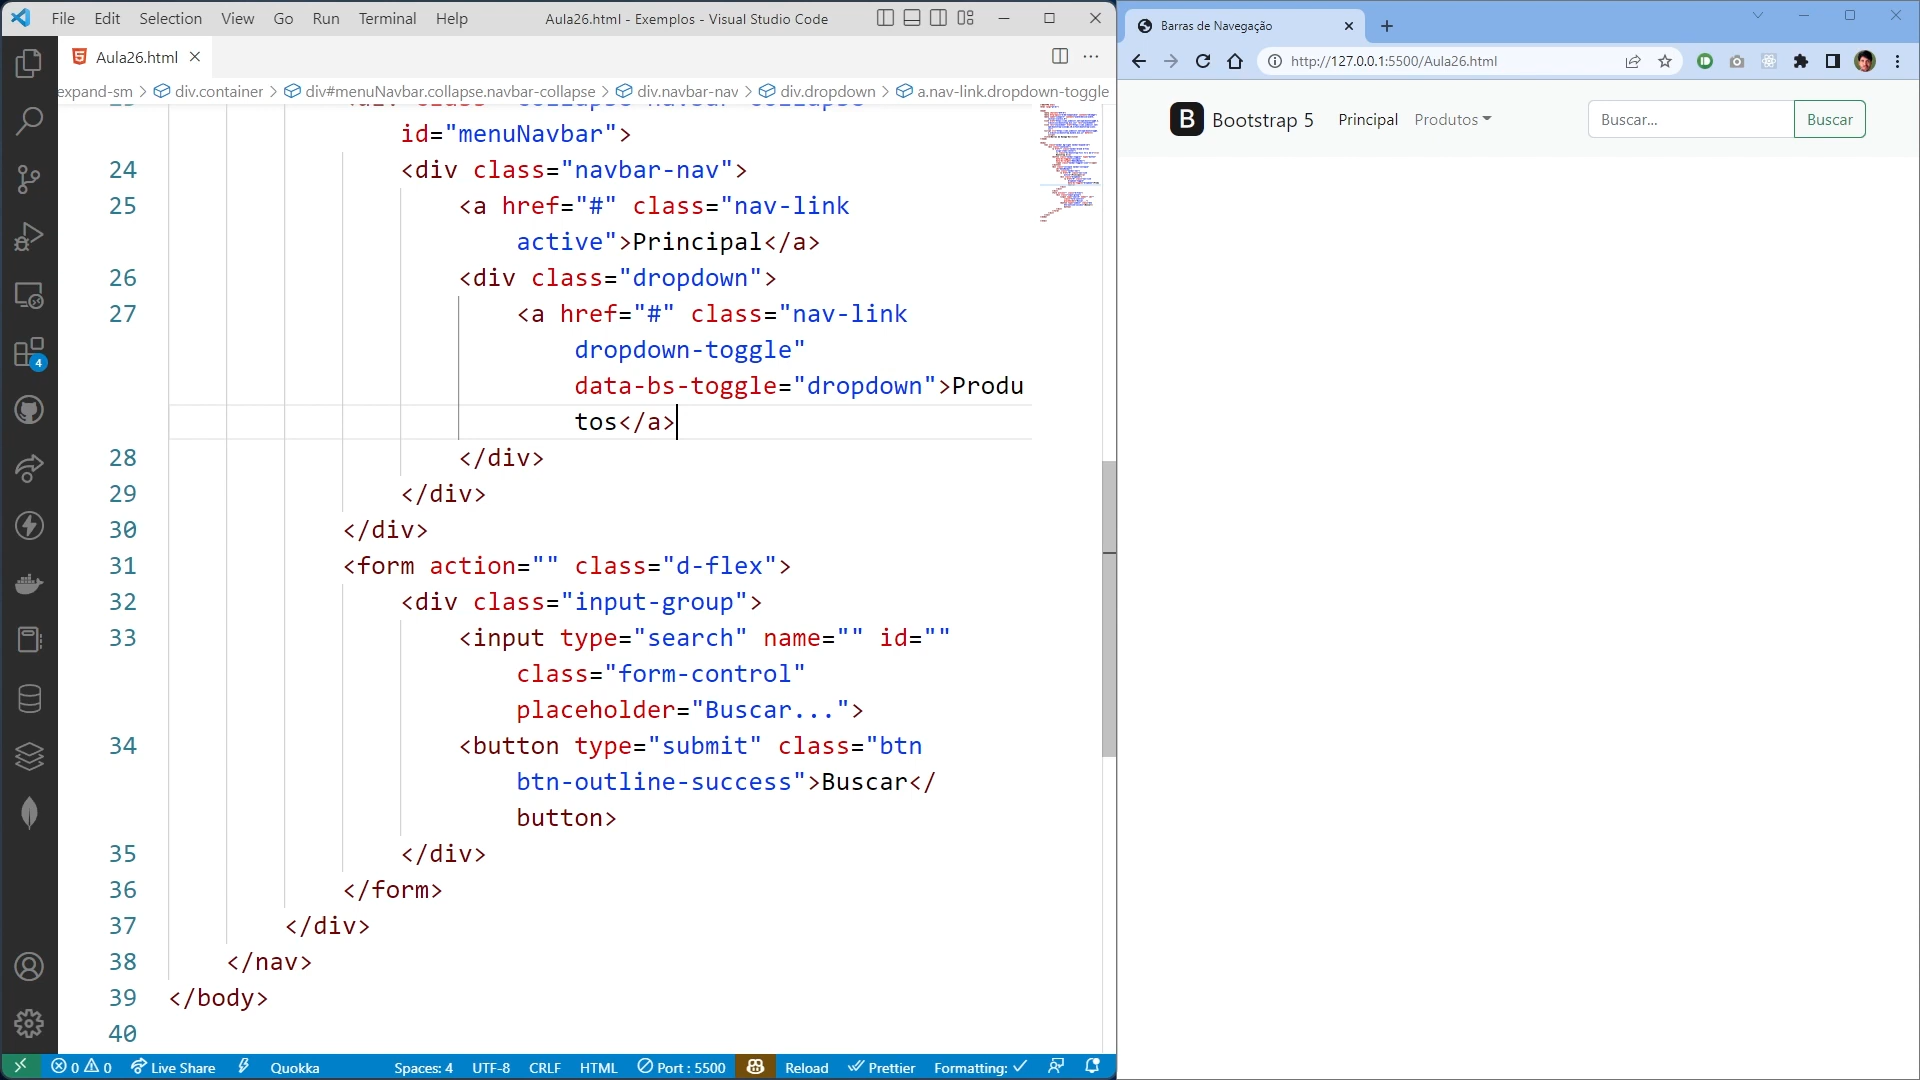 File Edit Selection View Go Run Terminal Help
Aula26.html - Exemplos - Visual Studio Code
Aula26.html
expand-sm > div.container > div#menuNavbar.collapse.navbar-collapse > div.navbar-nav > div.dropdown > a.nav-link.dropdown-toggle
id="menuNavbar">
24 <div class="navbar-nav">
25 <a href="#" class="nav-link
active">Principal</a>
26 <div class="dropdown">
27 <a href="#" class="nav-link
dropdown-toggle"
data-bs-toggle="dropdown">Produ
tos</a>
28 </div>
29 </div>
30 </div>
31 <form action="" class="d-flex">
32 <div class="input-group">
33 <input type="search" name="" id=""
class="form-control"
placeholder="Buscar...">
34 <button type="submit" class="btn
btn-outline-success">Buscar</
button>
35 </div>
36 </form>
37 </div>
38 </nav>
39 </body>
40
4
0 0 Live Share Quokka Spaces: 4 UTF-8 CRLF HTML Port : 5500 Reload Prettier Formatting:
Barras de Navegação
http://127.0.0.1:5500/Aula26.html
B Bootstrap 5 Principal Produtos Buscar... Buscar